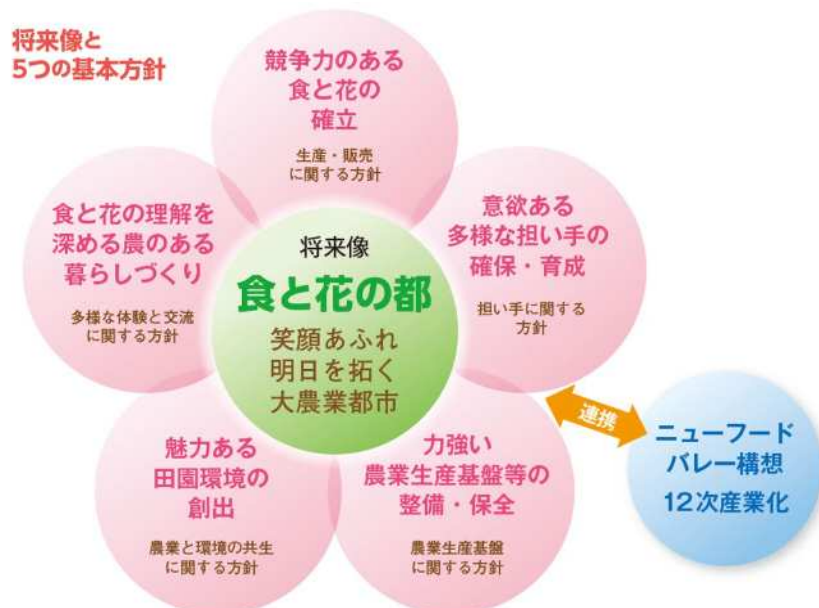 将来像と
5つの基本方針
競争力のある
食と花の
確立
生産・販売
に関する方針
意欲ある
多様な担い手の
確保・育成
担い手に関する
方針
力強い
農業生産基盤等の
整備・保全
農業生産基盤
に関する方針
魅力ある
田園環境の
創出
農業と環境の共生
に関する方針
食と花の理解を
深める農のある
暮らしづくり
多様な体験と交流
に関する方針
将来像
食と花の都
笑顔あふれ
明日を拓く
大農業都市
連携
ニューフード
バレー構想
12次産業化